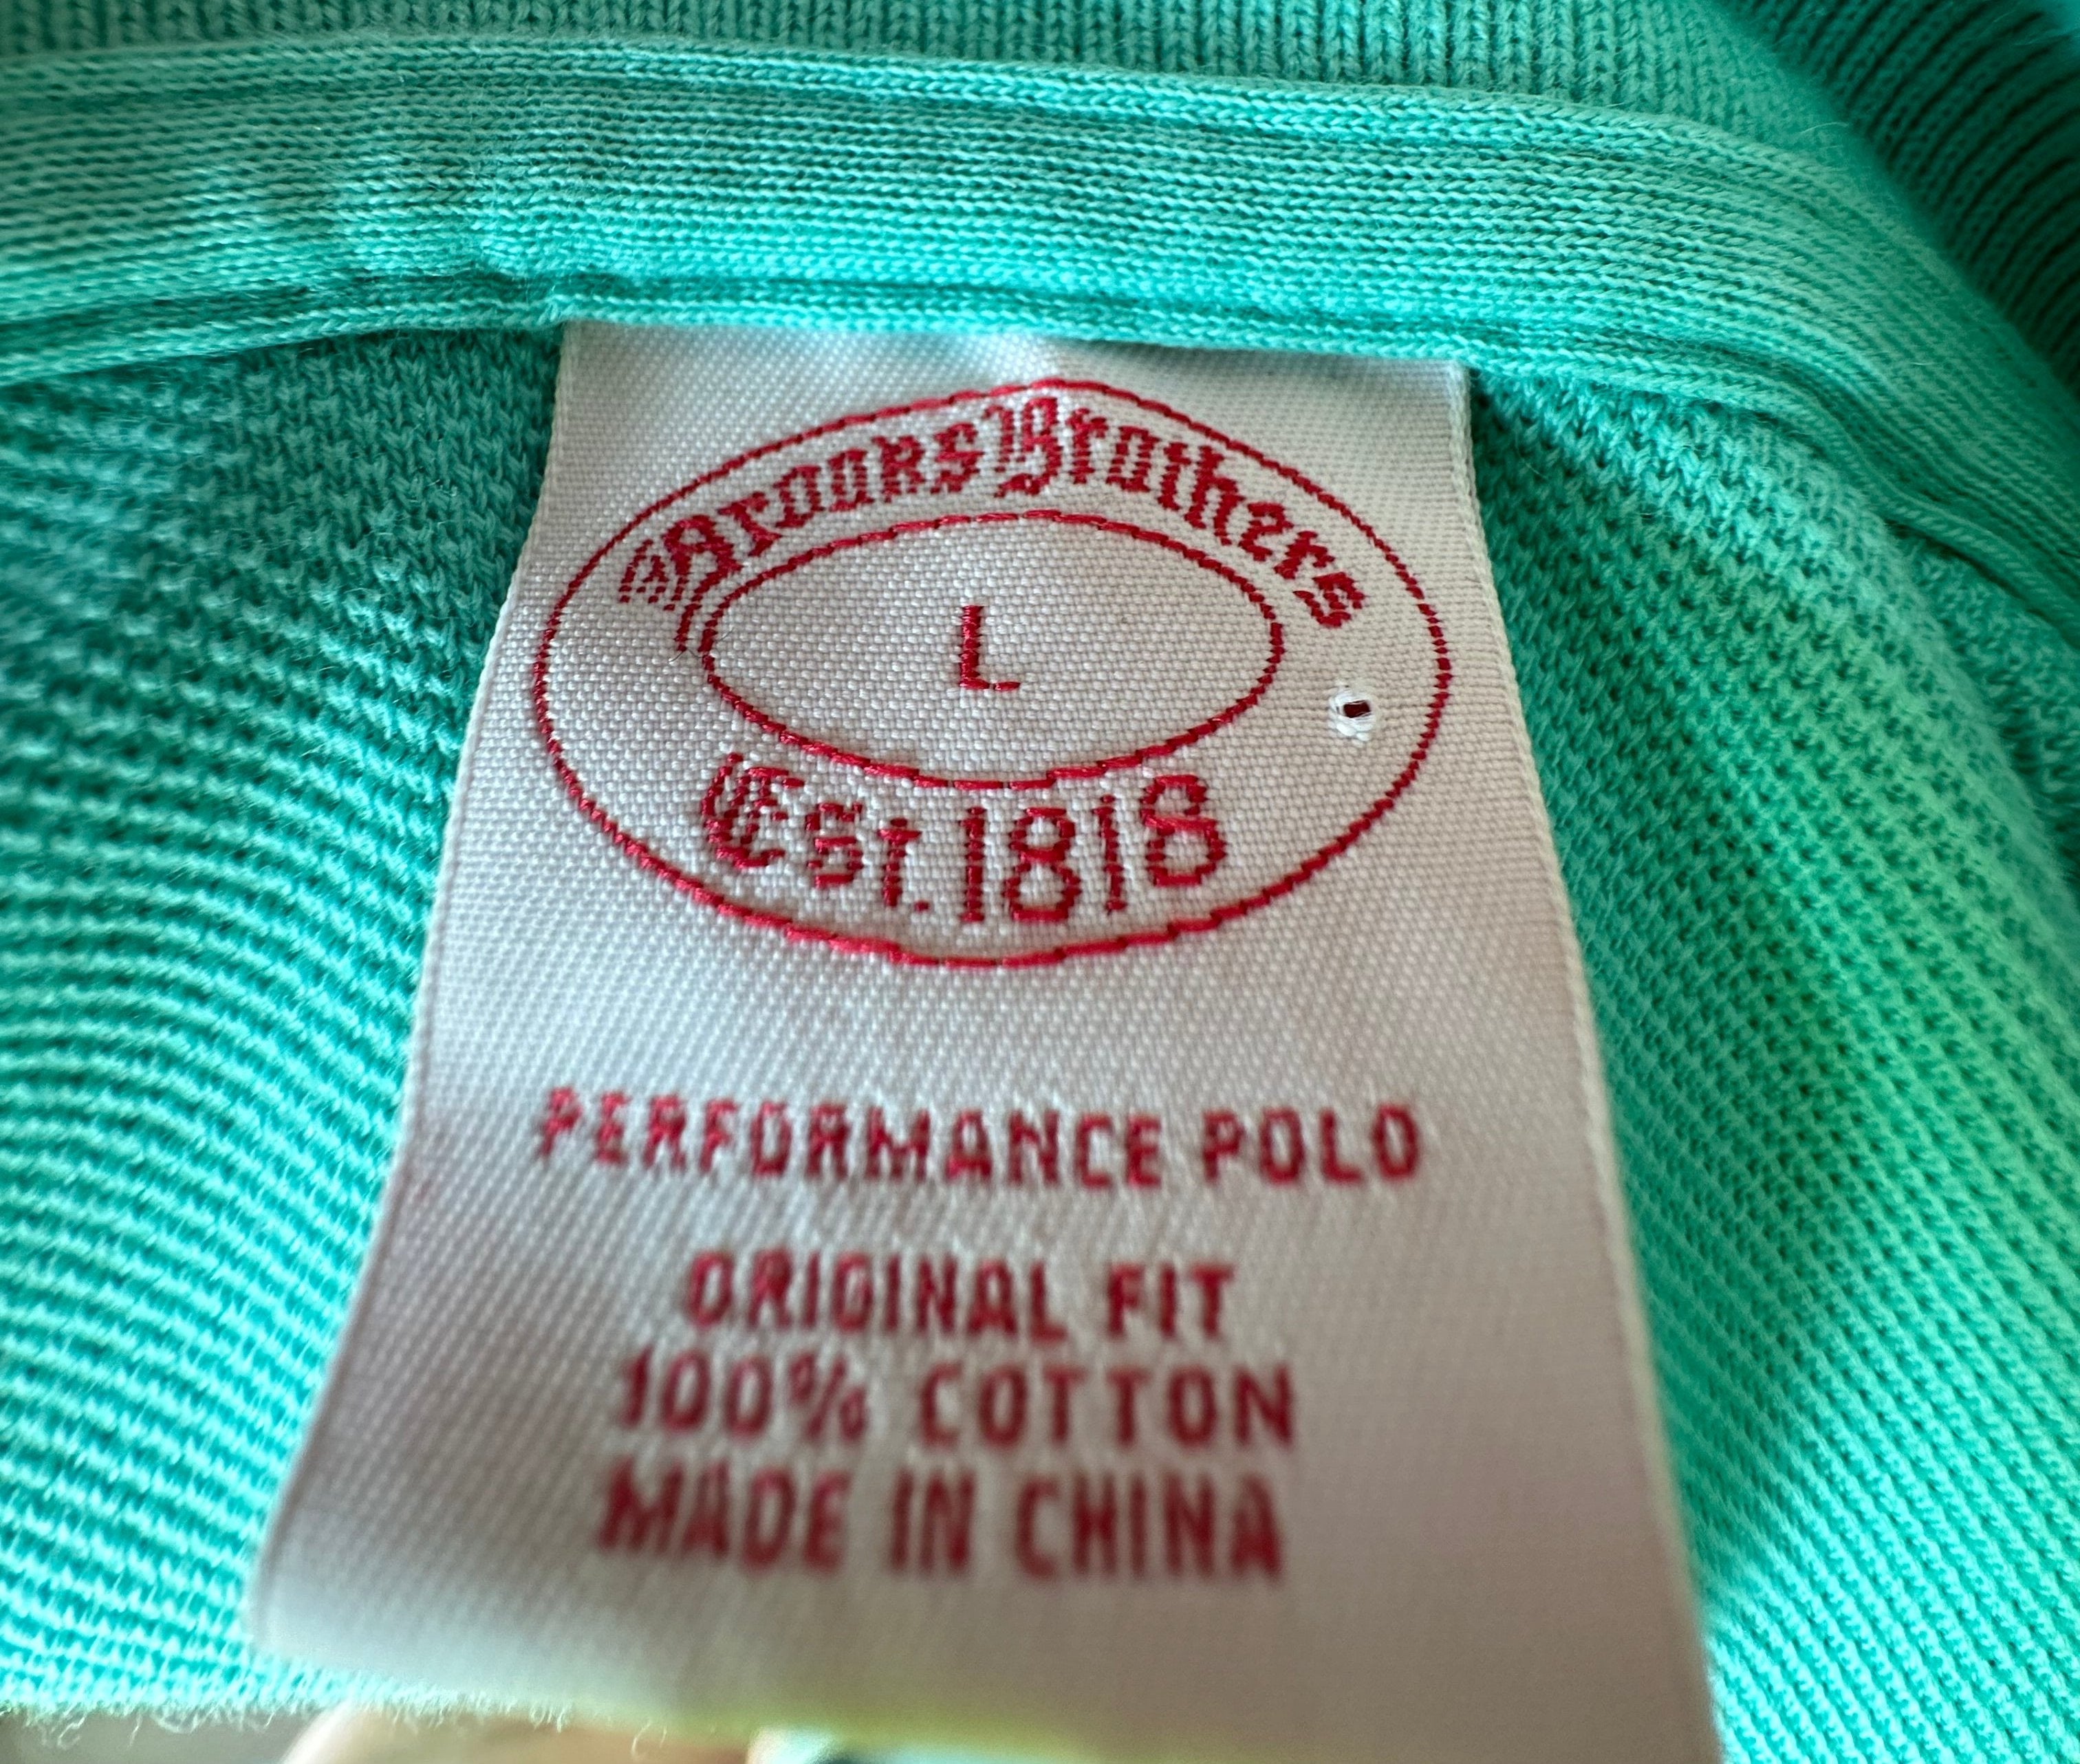 Brooks Brothers
L
Est. 1818
PERFORMANCE POLO
ORIGINAL FIT
100% COTTON
MADE IN CHINA